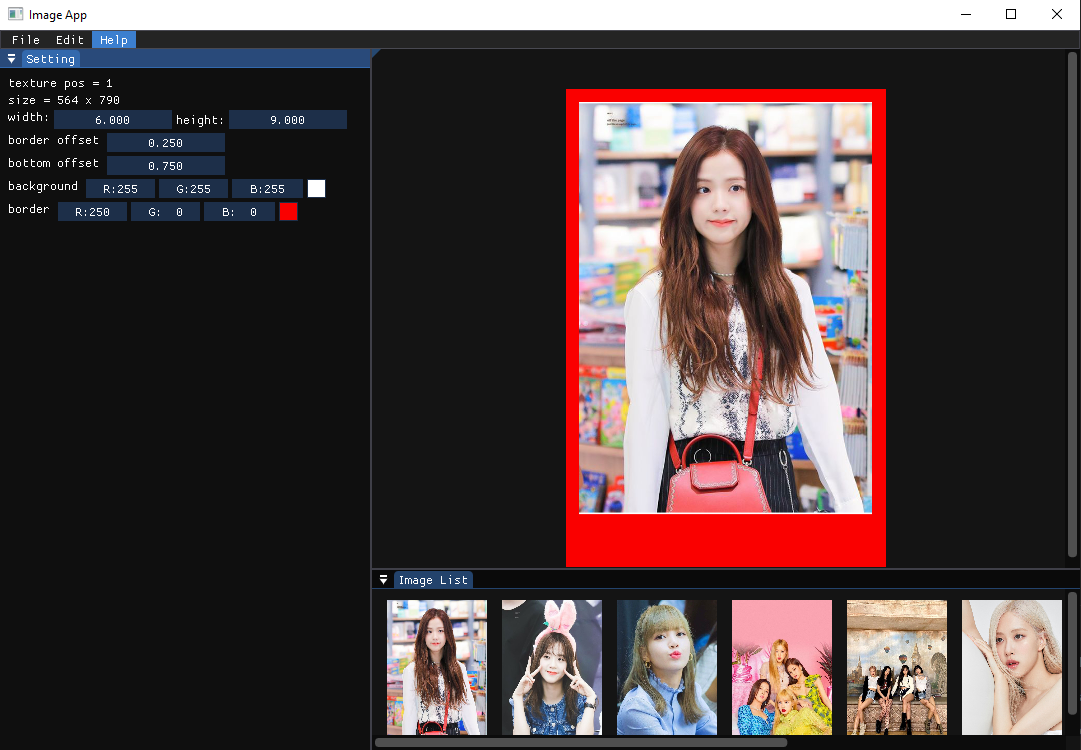 Image App
File Edit Help
Setting
texture pos = 1
size = 564 x 790
width: 6.000 height: 9.000
border offset 0.250
bottom offset 0.750
background R:255 G:255 B:255
border R:250 G: 0 B: 0
Image List